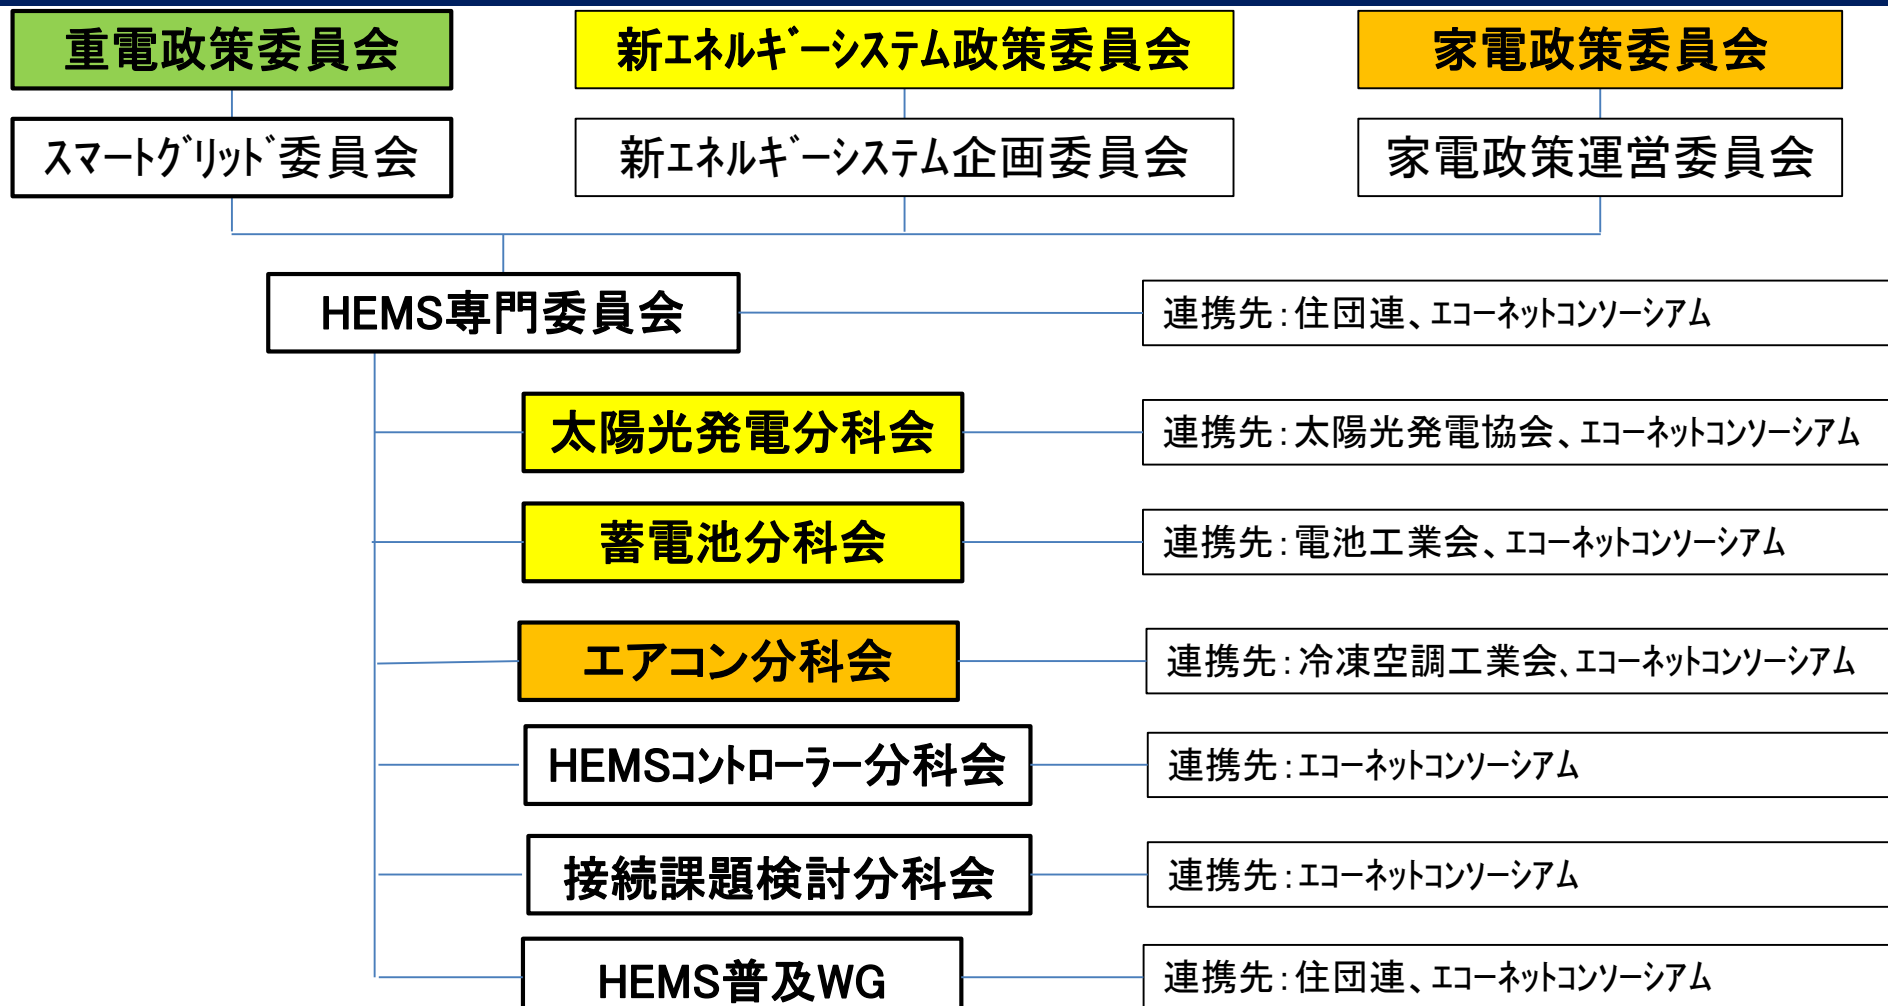 重電政策委員会
新エネルギーシステム政策委員会
家電政策委員会
スマートグリッド委員会
新エネルギーシステム企画委員会
家電政策運営委員会
HEMS専門委員会
連携先:住団連、エコーネットコンソーシアム
太陽光発電分科会
連携先:太陽光発電協会、エコーネットコンソーシアム
蓄電池分科会
連携先:電池工業会、エコーネットコンソーシアム
エアコン分科会
連携先:冷凍空調工業会、エコーネットコンソーシアム
HEMSコントローラー分科会
連携先:エコーネットコンソーシアム
接続課題検討分科会
連携先:エコーネットコンソーシアム
HEMS普及WG
連携先:住団連、エコーネットコンソーシアム